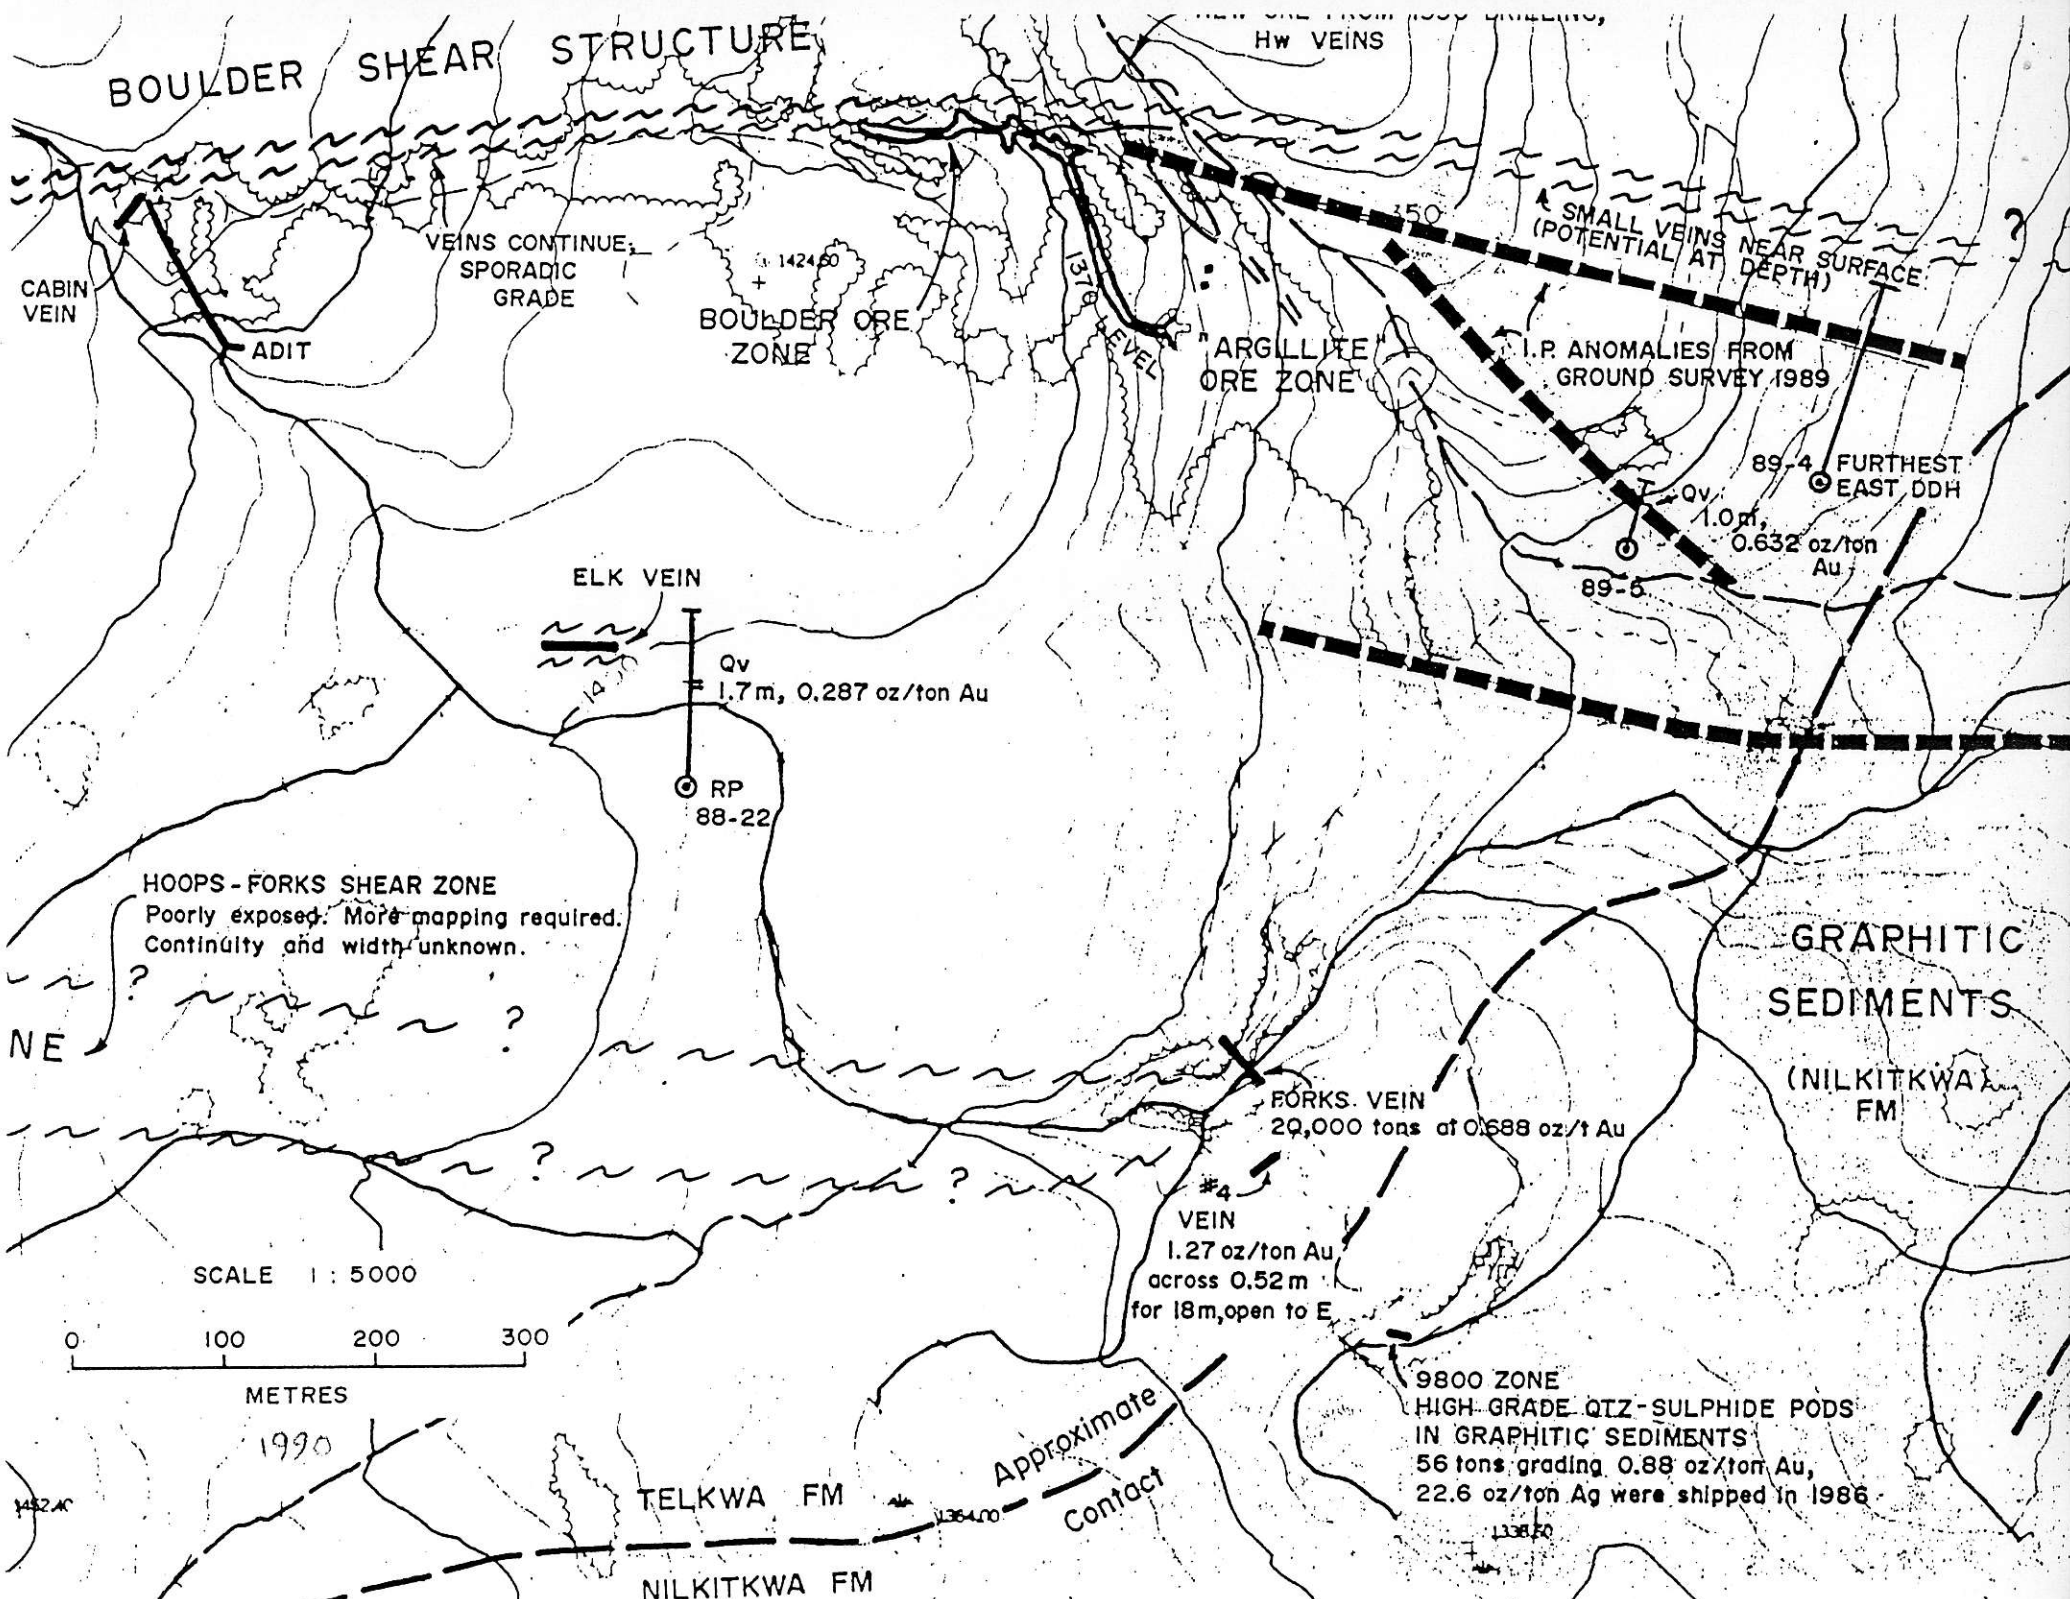 BOULDER SHEAR STRUCTURE
Hw VEINS
CABIN
VEIN
ADIT
VEINS CONTINUE,
SPORADIC
GRADE
1424.60
BOULDER ORE
ZONE
1370 LEVEL
"ARGILLITE"
ORE ZONE
350
SMALL VEINS NEAR SURFACE
(POTENTIAL AT DEPTH)
?
I.P. ANOMALIES FROM
GROUND SURVEY 1989
89-4 FURTHEST
EAST DDH
Qv
1.0m,
0.632 oz/ton
Au
89-5
ELK VEIN
Qv
1.7m, 0.287 oz/ton Au
RP
88-22
HOOPS-FORKS SHEAR ZONE
Poorly exposed. More mapping required.
Continuity and width unknown.
?
?
NE
?
?
GRAPHITIC
SEDIMENTS
(NILKITKWA)
FM
FORKS VEIN
20,000 tons at 0.688 oz/t Au
#4
VEIN
1.27 oz/ton Au
across 0.52m
for 18m, open to E
SCALE 1:5000
0 100 200 300
METRES
1990
9800 ZONE
HIGH GRADE QTZ-SULPHIDE PODS
IN GRAPHITIC SEDIMENTS
56 tons grading 0.88 oz/ton Au,
22.6 oz/ton Ag were shipped in 1986
Approximate
Contact
TELKWA FM
1364.00
NILKITKWA FM